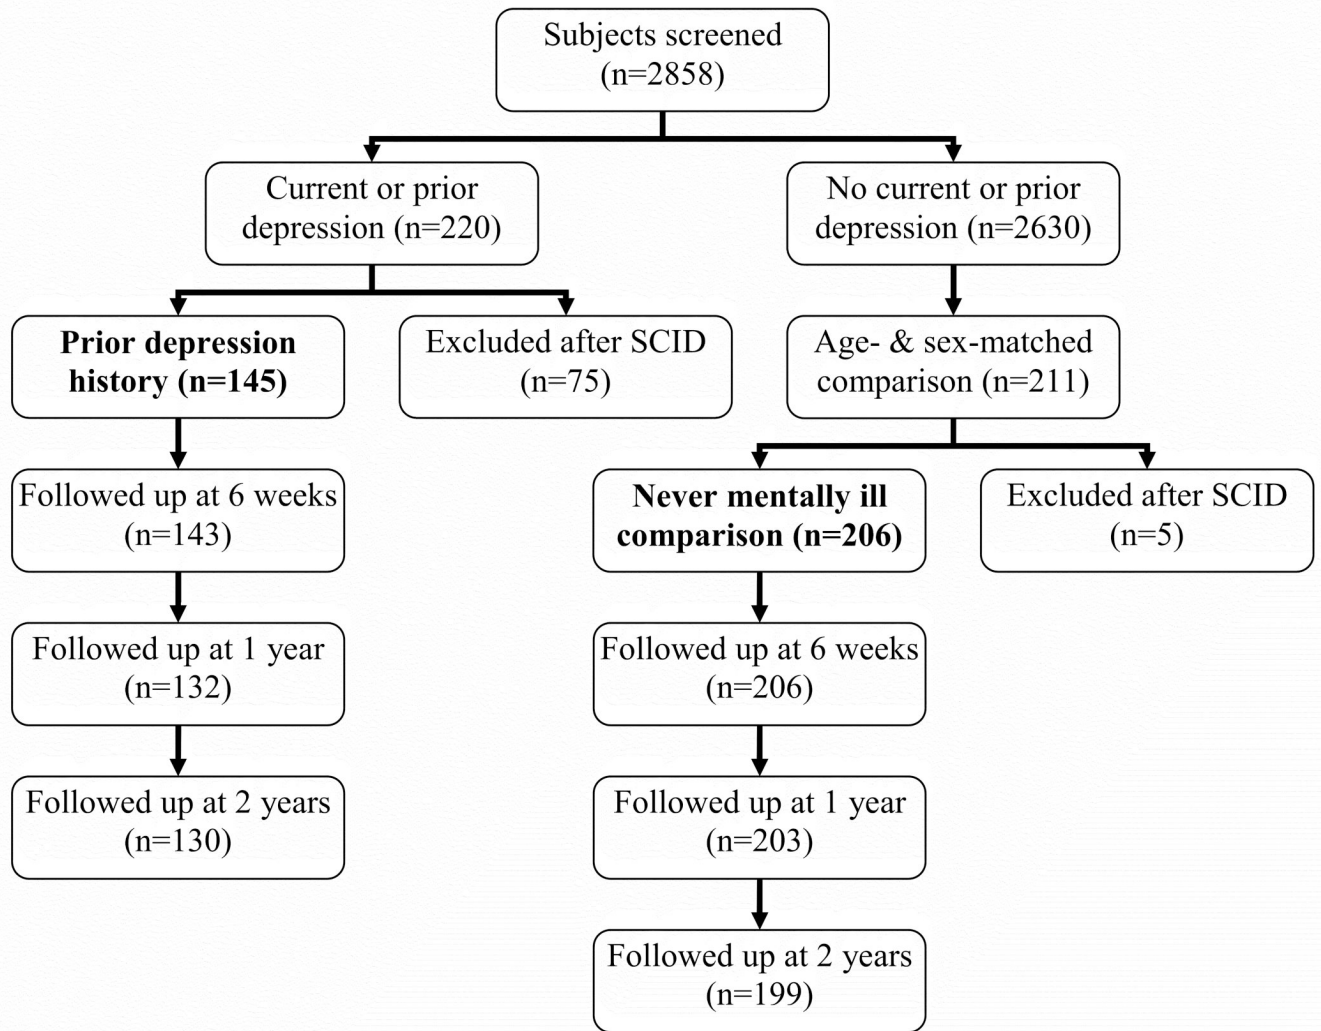 Subjects screened
(n=2858)
Current or prior
depression (n=220)
No current or prior
depression (n=2630)
Prior depression
history (n=145)
Excluded after SCID
(n=75)
Age- & sex-matched
comparison (n=211)
Followed up at 6 weeks
(n=143)
Never mentally ill
comparison (n=206)
Excluded after SCID
(n=5)
Followed up at 1 year
(n=132)
Followed up at 6 weeks
(n=206)
Followed up at 2 years
(n=130)
Followed up at 1 year
(n=203)
Followed up at 2 years
(n=199)